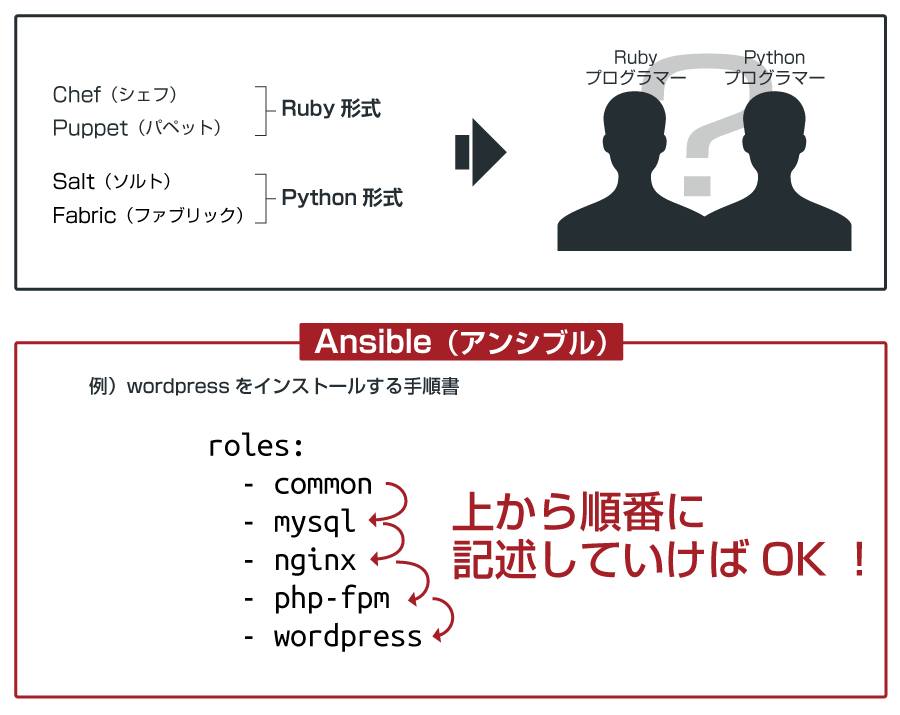 Chef（シェフ）
Puppet（パペット）
Ruby 形式
Salt（ソルト）
Fabric（ファブリック）
Python 形式
Ruby
プログラマー
Python
プログラマー
?
Ansible（アンシブル）
例）wordpress をインストールする手順書
roles:
- common
- mysql
- nginx
- php-fpm
- wordpress
上から順番に
記述していけば OK ！